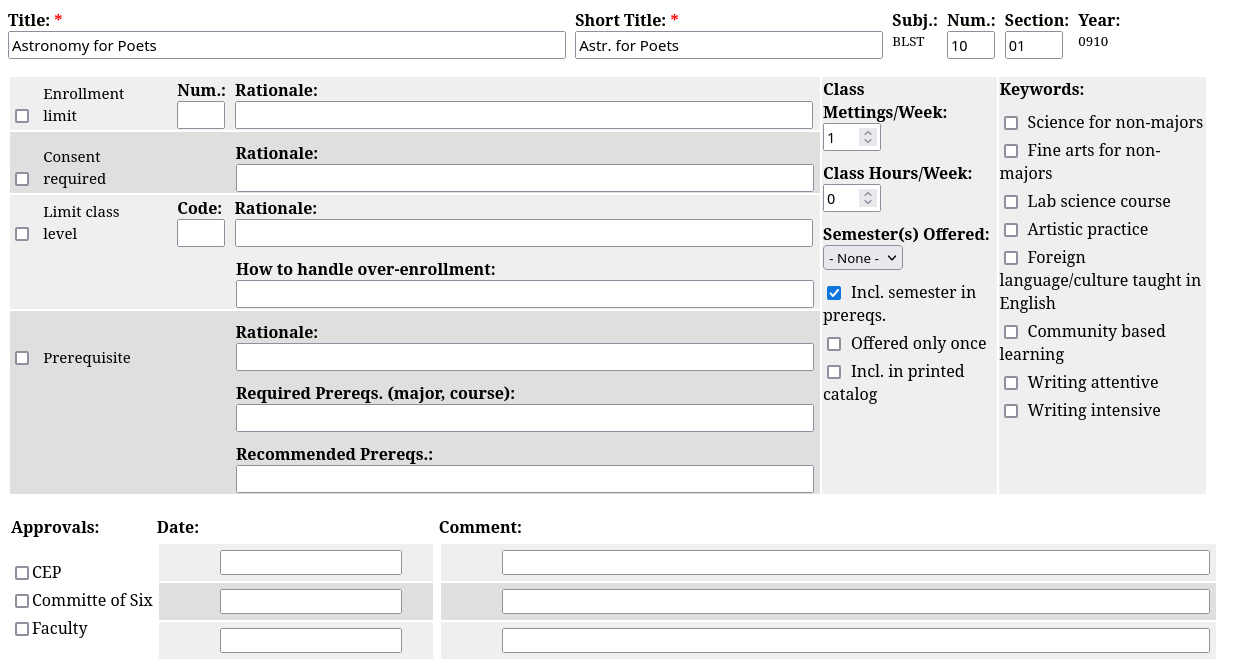 Title: * Short Title: * Subj.: Num.: Section: Year:
Astronomy for Poets Astr. for Poets BLST 10 01 0910
Enrollment limit
Num.: Rationale:
Consent required
Rationale:
Limit class level
Code: Rationale:
How to handle over-enrollment:
Prerequisite
Rationale:
Required Prereqs. (major, course):
Recommended Prereqs.:
Class
Mettings/Week:
1
Class Hours/Week:
0
Semester(s) Offered:
- None -
Incl. semester in
prereqs.
Offered only once
Incl. in printed
catalog
Keywords:
Science for non-majors
Fine arts for non-
majors
Lab science course
Artistic practice
Foreign
language/culture taught in
English
Community based
learning
Writing attentive
Writing intensive
Approvals: Date: Comment:
CEP
Committe of Six
Faculty